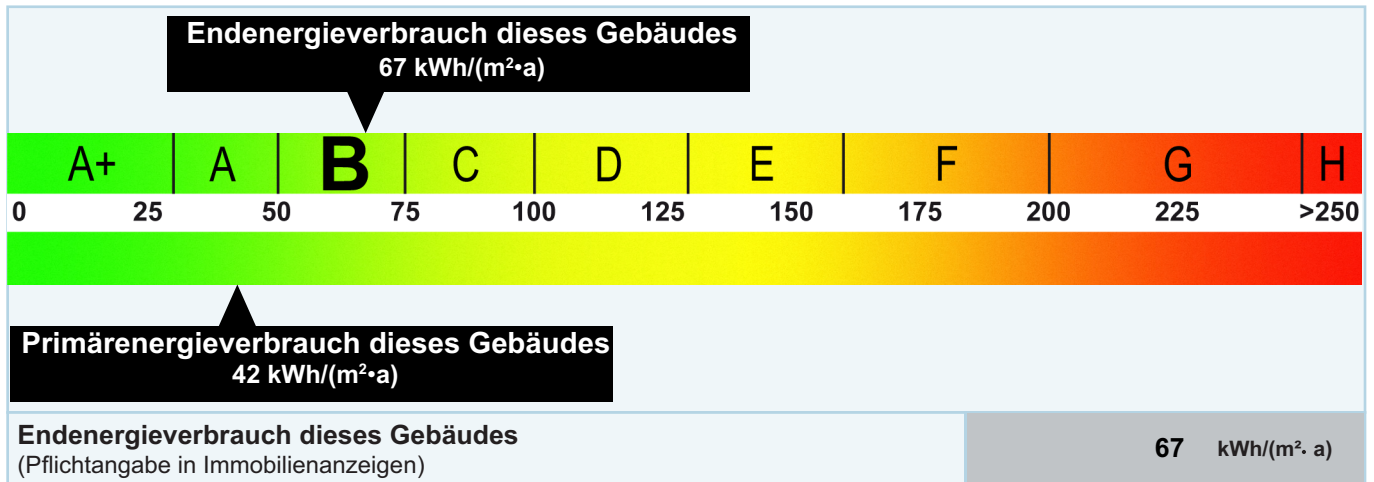 Endenergieverbrauch dieses Gebäudes
67 kWh/(m²•a)
A+ A B C D E F G H
0 25 50 75 100 125 150 175 200 225 >250
Primärenergieverbrauch dieses Gebäudes
42 kWh/(m²•a)
Endenergieverbrauch dieses Gebäudes
(Pflichtangabe in Immobilienanzeigen)
67 kWh/(m²· a)